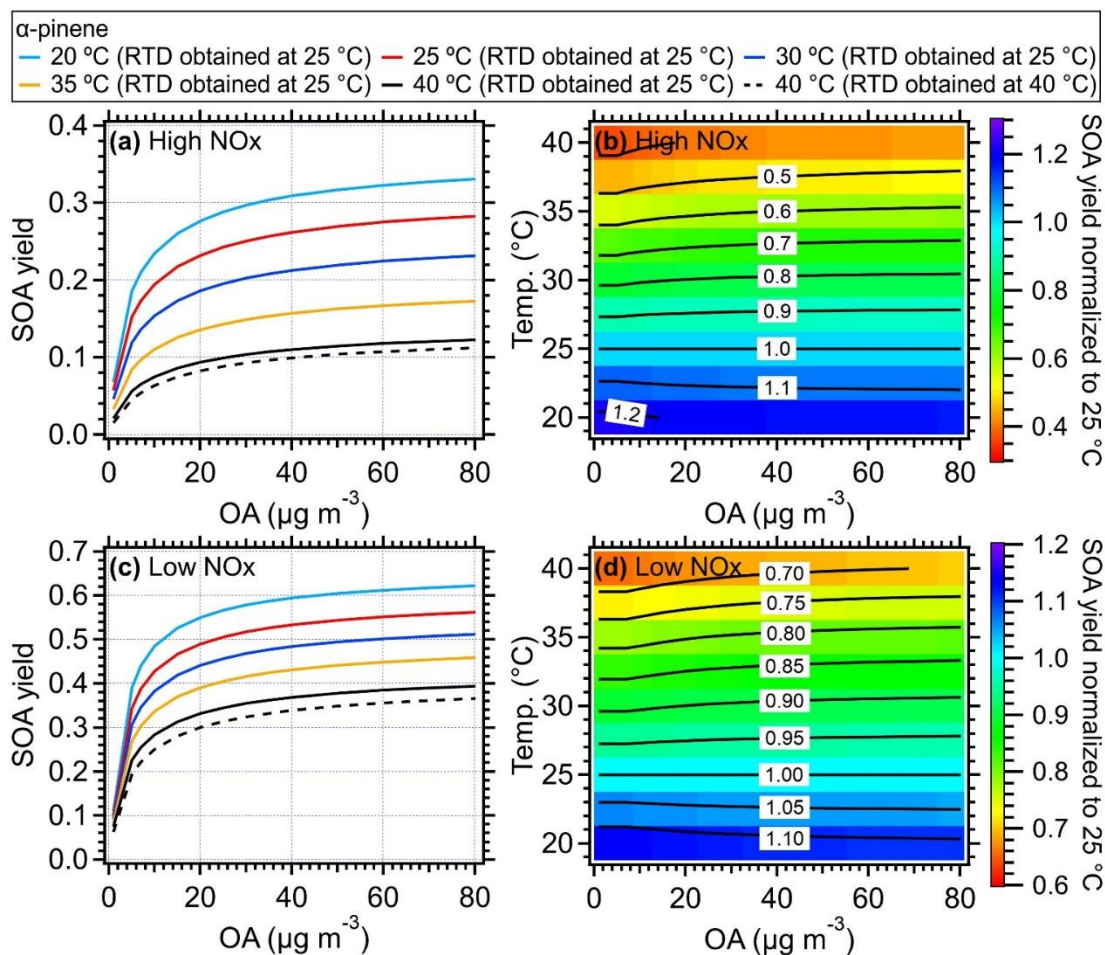 α-pinene
20 ºC (RTD obtained at 25 °C)
25 ºC (RTD obtained at 25 °C)
30 ºC (RTD obtained at 25 °C)
35 ºC (RTD obtained at 25 °C)
40 ºC (RTD obtained at 25 °C)
40 °C (RTD obtained at 40 °C)
(a) High NOx
SOA yield
0.4
0.3
0.2
0.1
0.0
0 20 40 60 80
OA (µg m⁻³)
(b) High NOx
Temp. (°C)
40
35
30
25
20
0.5
0.6
0.7
0.8
0.9
1.0
1.1
1.2
0 20 40 60 80
OA (µg m⁻³)
1.2
1.0
0.8
0.6
0.4
SOA yield normalized to 25 °C
(c) Low NOx
SOA yield
0.7
0.6
0.5
0.4
0.3
0.2
0.1
0.0
0 20 40 60 80
OA (µg m⁻³)
(d) Low NOx
Temp. (°C)
40
35
30
25
20
0.70
0.75
0.80
0.85
0.90
0.95
1.00
1.05
1.10
0 20 40 60 80
OA (µg m⁻³)
1.2
1.1
1.0
0.9
0.8
0.7
0.6
SOA yield normalized to 25 °C